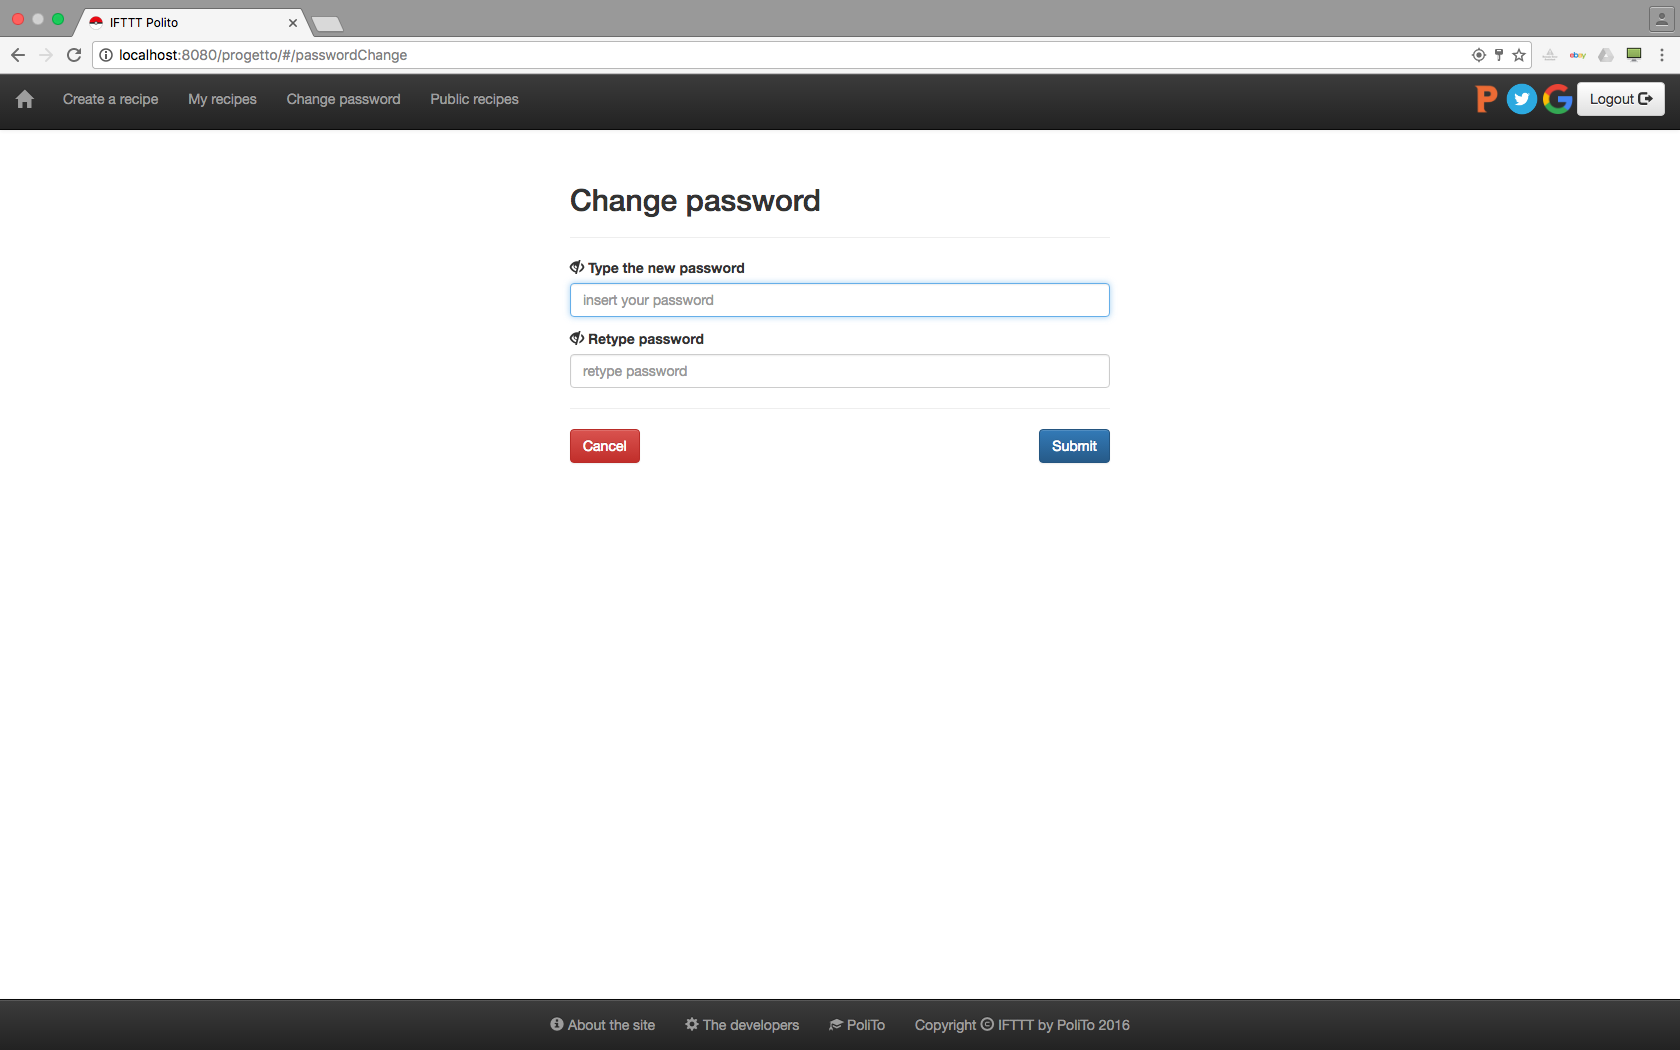 IFTTT Polito
localhost:8080/progetto/#/passwordChange
ebay
Create a recipe My recipes Change password Public recipes P G Logout
Change password
Type the new password
insert your password
Retype password
retype password
Cancel Submit
About the site The developers PoliTo Copyright © IFTTT by PoliTo 2016